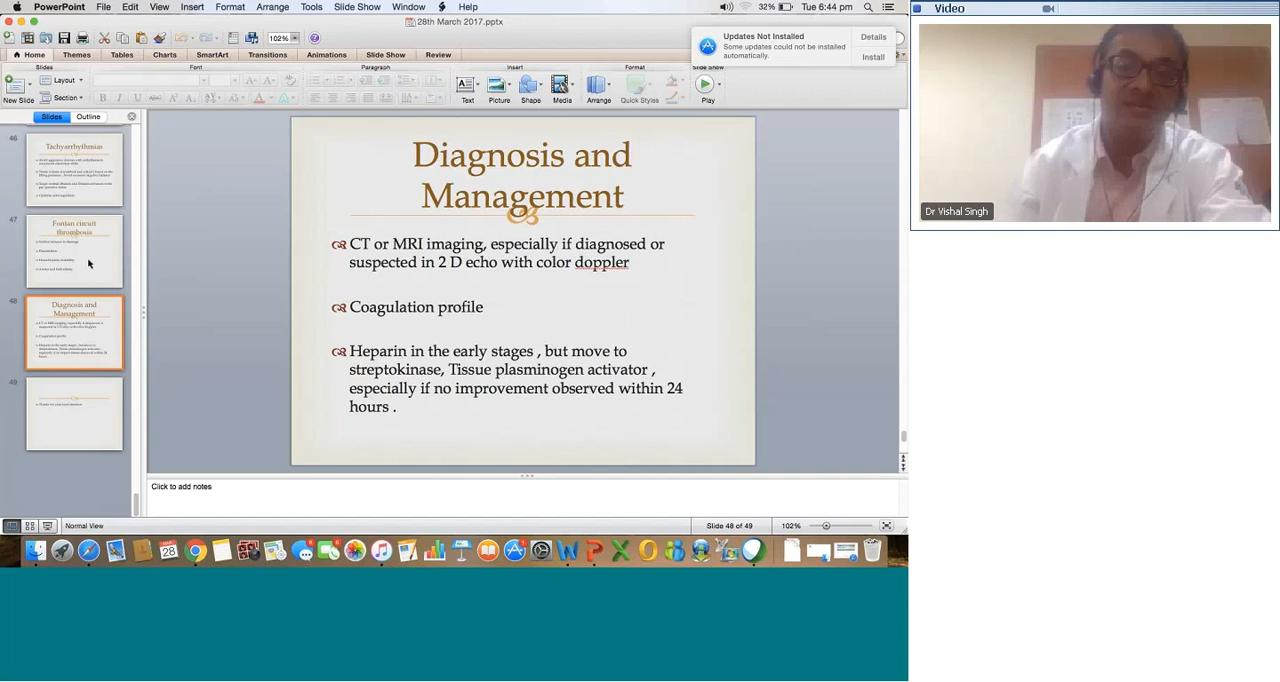 PowerPoint File Edit View Insert Format Arrange Tools Slide Show Window Help
32% Tue 6:44 pm
28th March 2017.pptx
102%
Updates Not Installed
Some updates could not be installed
automatically.
Details
Install
Home Themes Tables Charts SmartArt Transitions Animations Slide Show Review
Slides Font Paragraph Insert Format Slide Show
New Slide
Layout
Section
Text Picture Shape Media Arrange Quick Styles Play
Slides Outline
46
Tachyarrhythmias
47
Fontan circuit
thrombosis
48
Diagnosis and
Management
49
Diagnosis and
Management
CT or MRI imaging, especially if diagnosed or
suspected in 2 D echo with color doppler
Coagulation profile
Heparin in the early stages , but move to
streptokinase, Tissue plasminogen activator ,
especially if no improvement observed within 24
hours .
Click to add notes
Normal View
Slide 48 of 49
102%
Video
Dr Vishal Singh